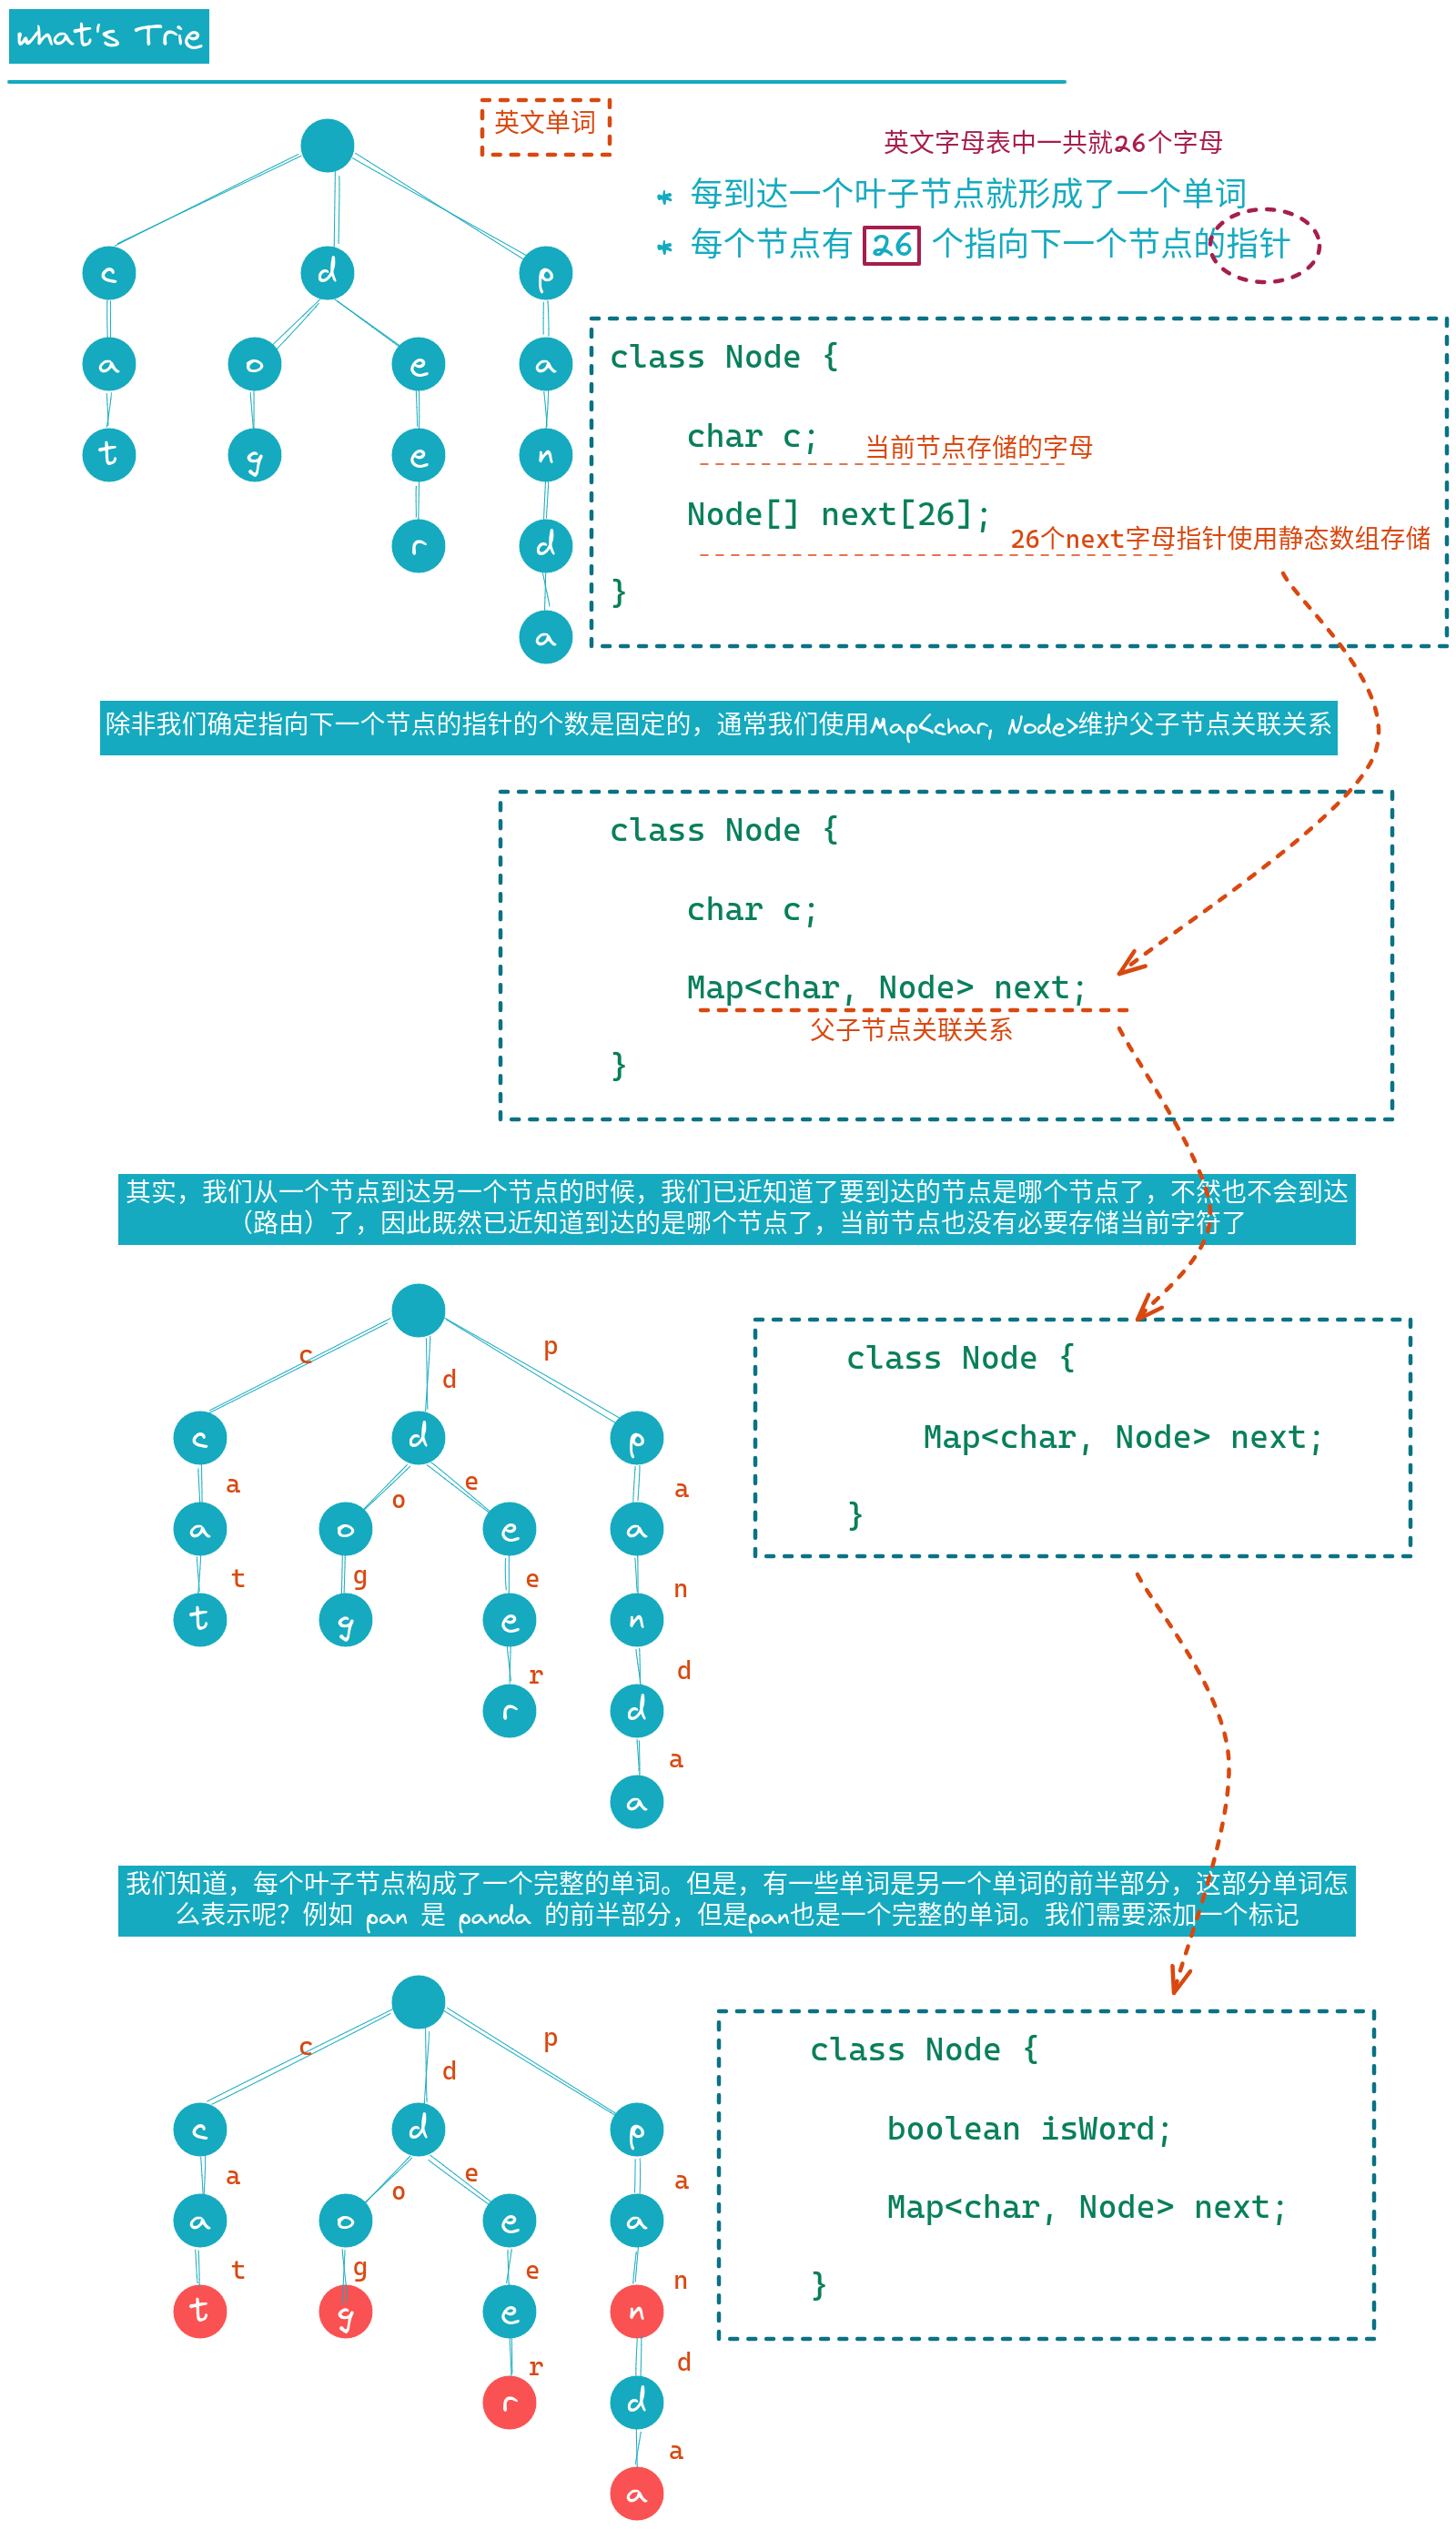 what's Trie
英文单词
英文字母表中一共就26个字母
* 每到达一个叶子节点就形成了一个单词
* 每个节点有 26 个指向下一个节点的指针
c
d
p
a
o
e
a
t
g
e
n
r
d
a
class Node {
char c;
当前节点存储的字母
Node[] next[26];
26个next字母指针使用静态数组存储
}
除非我们确定指向下一个节点的指针的个数是固定的，通常我们使用Map<char, Node>维护父子节点关联关系
class Node {
char c;
Map<char, Node> next;
父子节点关联关系
}
其实，我们从一个节点到达另一个节点的时候，我们已近知道了要到达的节点是哪个节点了，不然也不会到达
（路由）了，因此既然已近知道到达的是哪个节点了，当前节点也没有必要存储当前字符了
c
d
p
c
d
p
a
o
e
a
a
o
e
a
t
g
e
n
t
g
e
n
r
d
r
d
a
a
class Node {
Map<char, Node> next;
}
我们知道，每个叶子节点构成了一个完整的单词。但是，有一些单词是另一个单词的前半部分，这部分单词怎
么表示呢？例如 pan 是 panda 的前半部分，但是pan也是一个完整的单词。我们需要添加一个标记
c
d
p
c
d
p
a
o
e
a
a
o
e
a
t
g
e
n
t
g
e
n
r
d
r
d
a
a
class Node {
boolean isWord;
Map<char, Node> next;
}